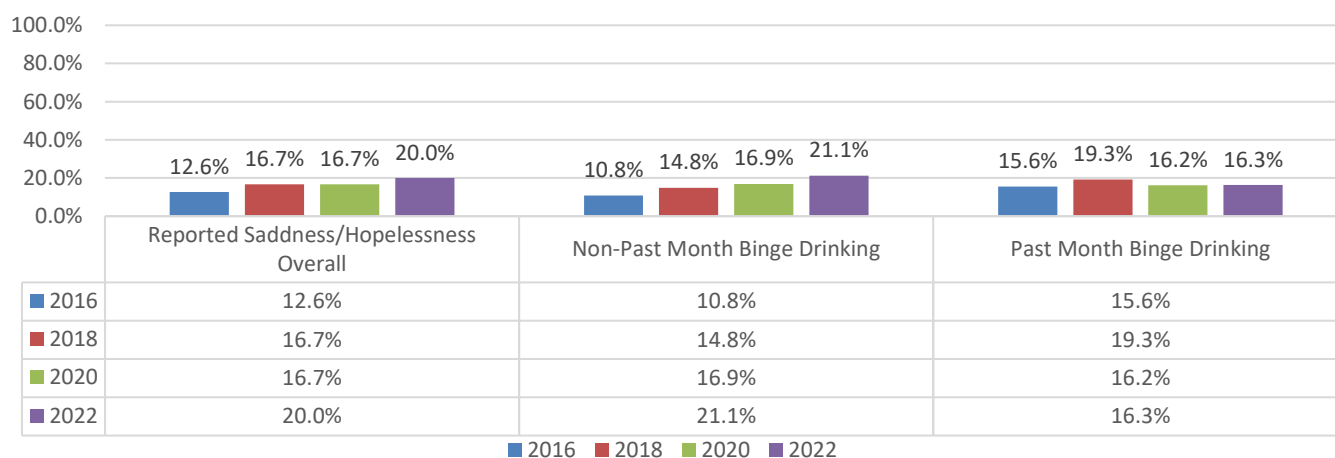 100.0%
80.0%
60.0%
40.0%
20.0%
0.0%
12.6% 16.7% 16.7% 20.0% 10.8% 14.8% 16.9% 21.1% 15.6% 19.3% 16.2% 16.3%
Reported Saddness/Hopelessness
Overall
Non-Past Month Binge Drinking
Past Month Binge Drinking
2016 12.6% 10.8% 15.6%
2018 16.7% 14.8% 19.3%
2020 16.7% 16.9% 16.2%
2022 20.0% 21.1% 16.3%
2016 2018 2020 2022